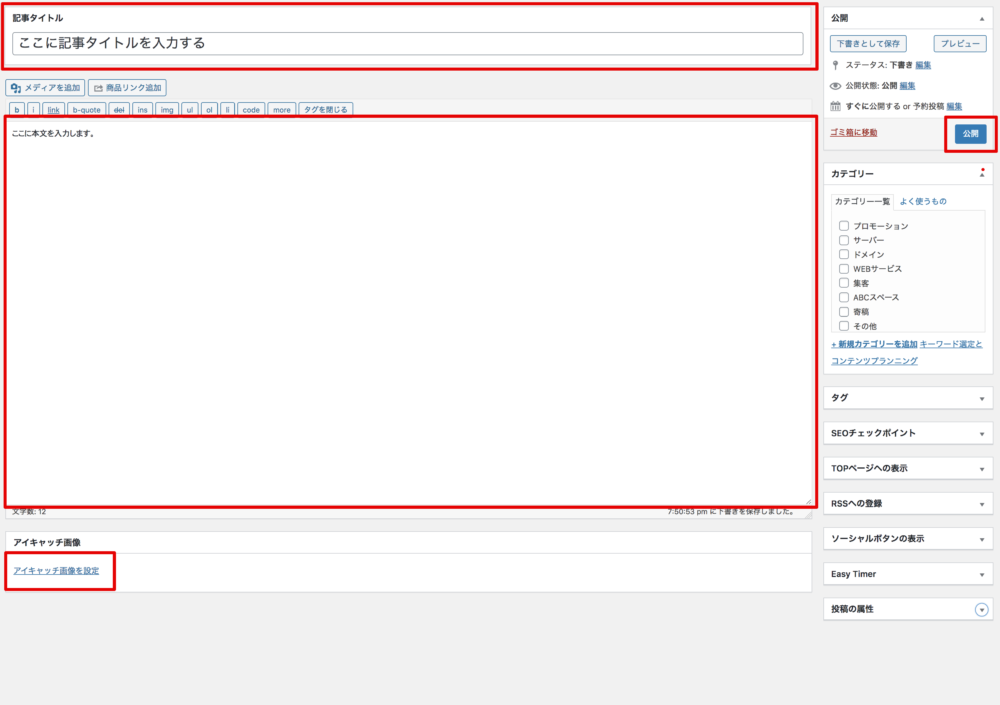 記事タイトル
ここに記事タイトルを入力する
メディアを追加 商品リンク追加
b i link b-quote del ins img ul ol li code more タグを閉じる
ここに本文を入力します。
文字数: 12
7:50:53 pm に下書きを保存しました。
アイキャッチ画像
アイキャッチ画像を設定
公開
下書きとして保存 プレビュー
ステータス: 下書き 編集
公開状態: 公開 編集
すぐに公開する or 予約投稿 編集
ゴミ箱に移動 公開
カテゴリー
カテゴリー一覧 よく使うもの
プロモーション
サーバー
ドメイン
WEBサービス
集客
ABCスペース
寄稿
その他
+ 新規カテゴリーを追加 キーワード選定と
コンテンツプランニング
タグ
SEOチェックポイント
TOPページへの表示
RSSへの登録
ソーシャルボタンの表示
Easy Timer
投稿の属性